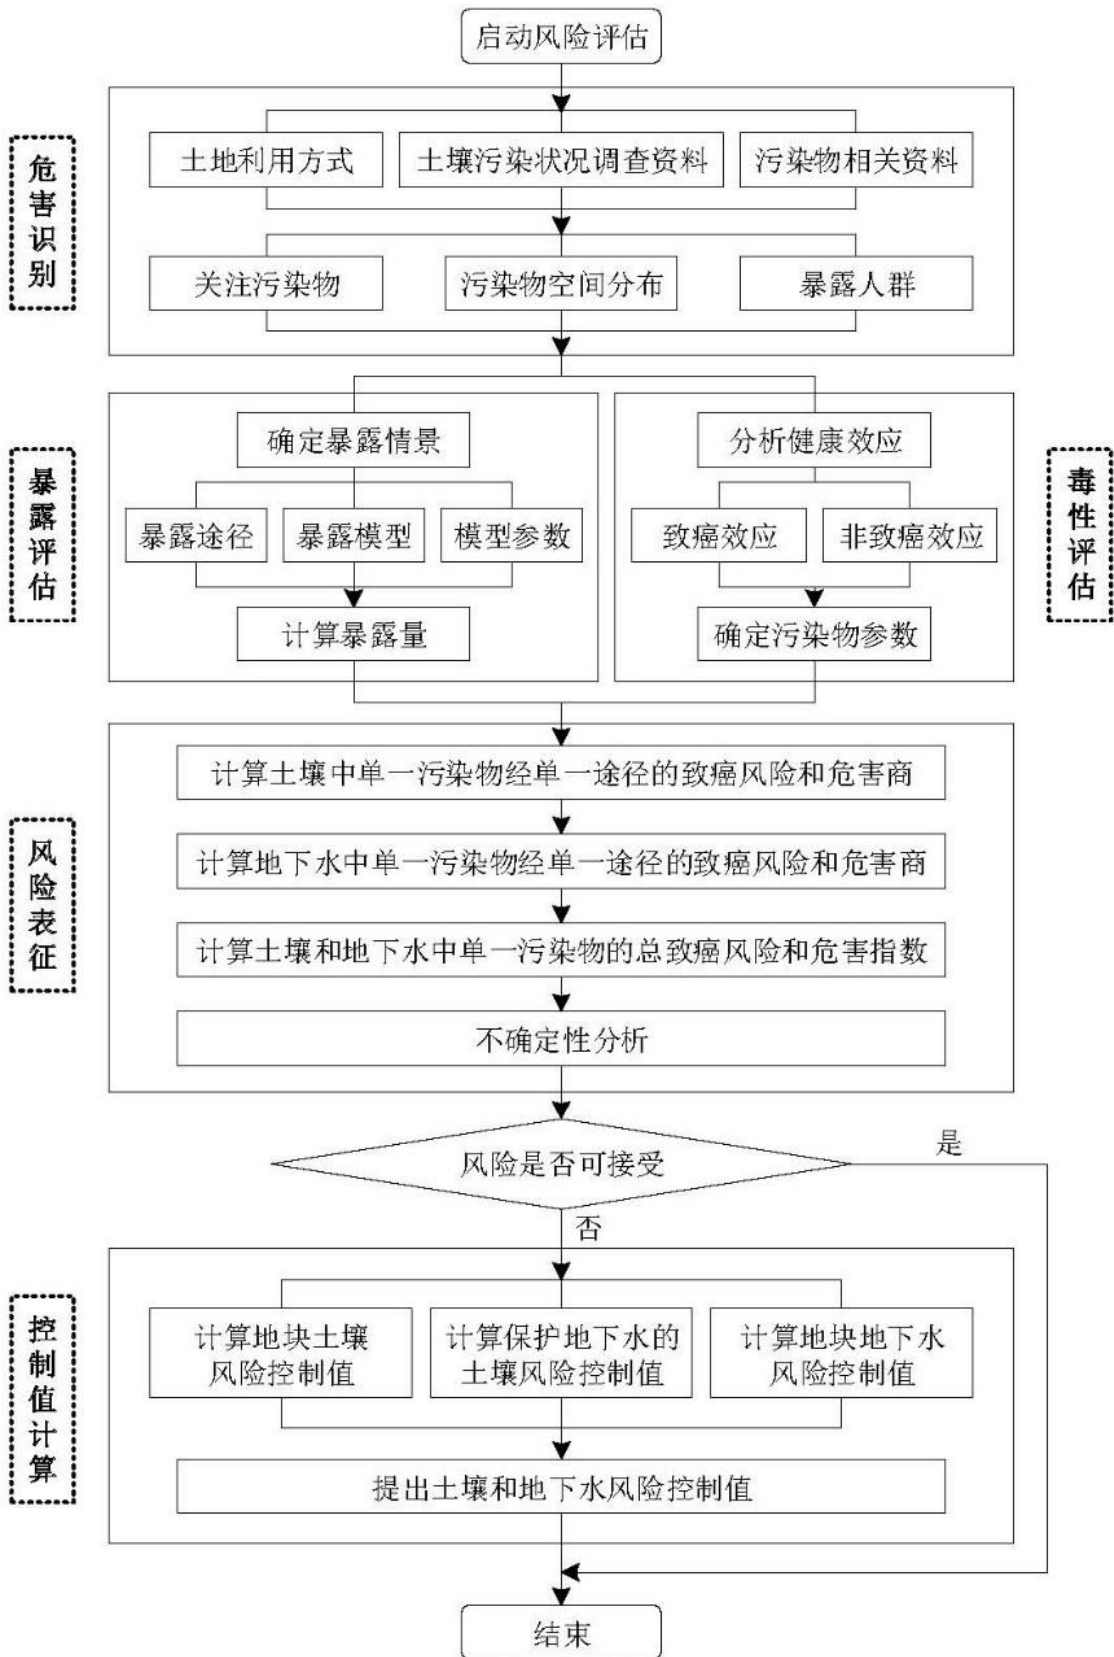 启动风险评估
危害识别
土地利用方式
土壤污染状况调查资料
污染物相关资料
关注污染物
污染物空间分布
暴露人群
暴露评估
确定暴露情景
暴露途径
暴露模型
模型参数
计算暴露量
毒性评估
分析健康效应
致癌效应
非致癌效应
确定污染物参数
风险表征
计算土壤中单一污染物经单一途径的致癌风险和危害商
计算地下水中单一污染物经单一途径的致癌风险和危害商
计算土壤和地下水中单一污染物的总致癌风险和危害指数
不确定性分析
风险是否可接受
是
否
控制值计算
计算地块土壤
风险控制值
计算保护地下水的
土壤风险控制值
计算地块地下水
风险控制值
提出土壤和地下水风险控制值
结束